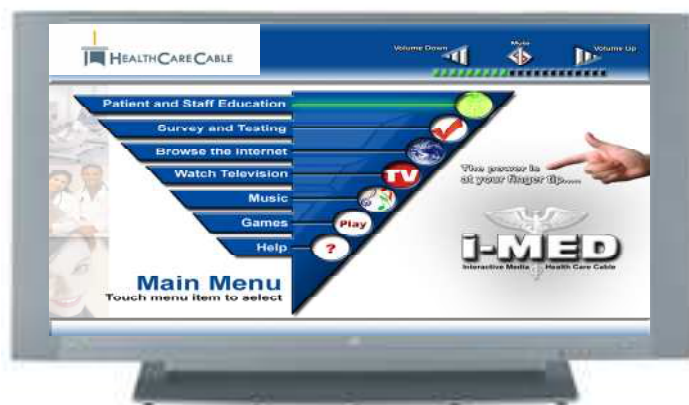 HEALTHCARECABLE
Volume Down
Mute
Volume Up
Patient and Staff Education
Survey and Testing
Browse the Internet
Watch Television
TV
Music
Games
Play
Help
?
The power is
at your finger tip.....
i-MED
Interactive Media Health Care Cable
Main Menu
Touch menu item to select